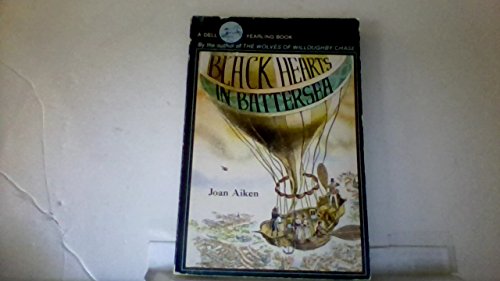 A DELL YEARLING BOOK
By the author of THE WOLVES OF WILLOUGHBY CHASE
BLACK HEARTS
IN BATTERSEA
Joan Aiken